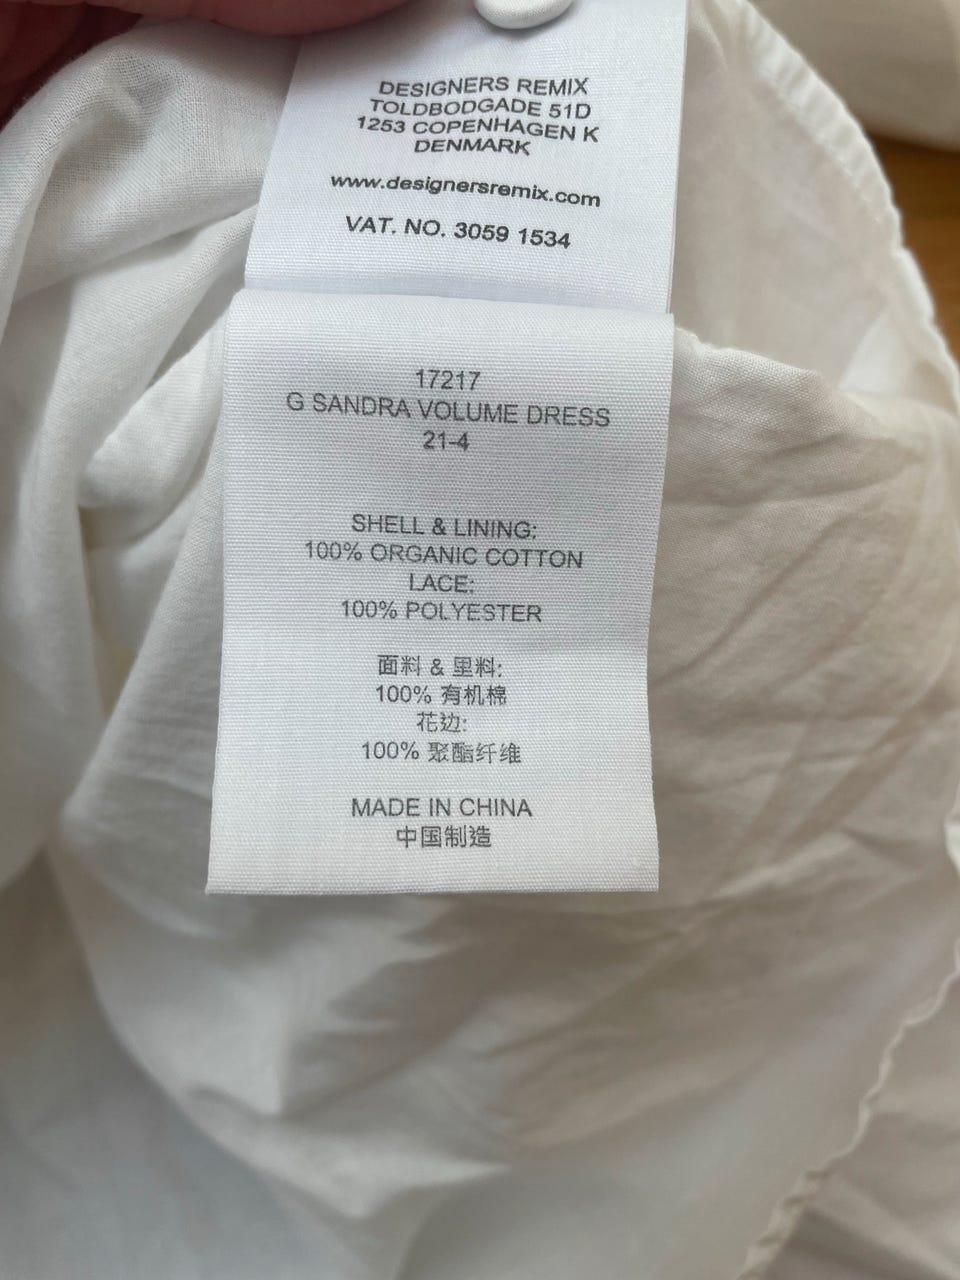 DESIGNERS REMIX
TOLDBODGADE 51D
1253 COPENHAGEN K
DENMARK
www.designersremix.com
VAT. NO. 3059 1534
17217
G SANDRA VOLUME DRESS
21-4
SHELL & LINING:
100% ORGANIC COTTON
LACE:
100% POLYESTER
面料 & 里料:
100% 有机棉
花边:
100% 聚酯纤维
MADE IN CHINA
中国制造